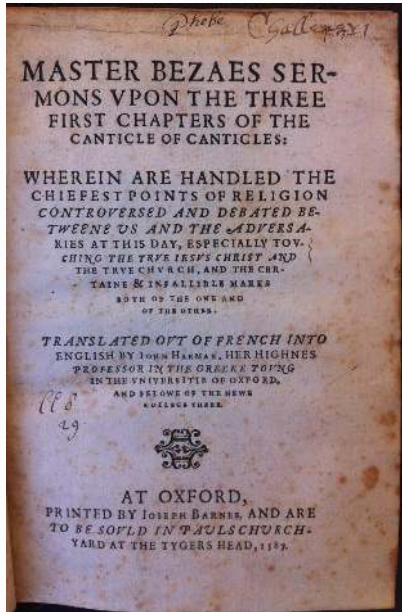 Phebe Challener
MASTER BEZAES SER-
MONS VPON THE THREE
FIRST CHAPTERS OF THE
CANTICLE OF CANTICLES:
WHEREIN ARE HANDLED THE
CHIEFEST POINTS OF RELIGION
CONTROVERSED AND DEBATED BE-
TWEENE VS AND THE ADVERSA-
RIES AT THIS DAY, ESPECIALLY TOV-
CHING THE TRVE IESVS CHRIST AND
THE TRVE CHVRCH, AND THE CER-
TAINE & INFALLIBLE MARKS
BOTH OF THE ONE AND
OF THE OTHER.
TRANSLATED OVT OF FRENCH INTO
ENGLISH BY IOHN HARMAR, HER HIGHNES
PROFESSOR IN THE GREEKE TOVNG
IN THE VNIVERSITIE OF OXFORD,
AND FELOWE OF THE NEWE
COLLEGE THERE.
29
AT OXFORD,
PRINTED BY IOSEPH BARNES, AND ARE
TO BE SOVLD IN PAVLS CHVRCH-
YARD AT THE TYGERS HEAD, 1587.